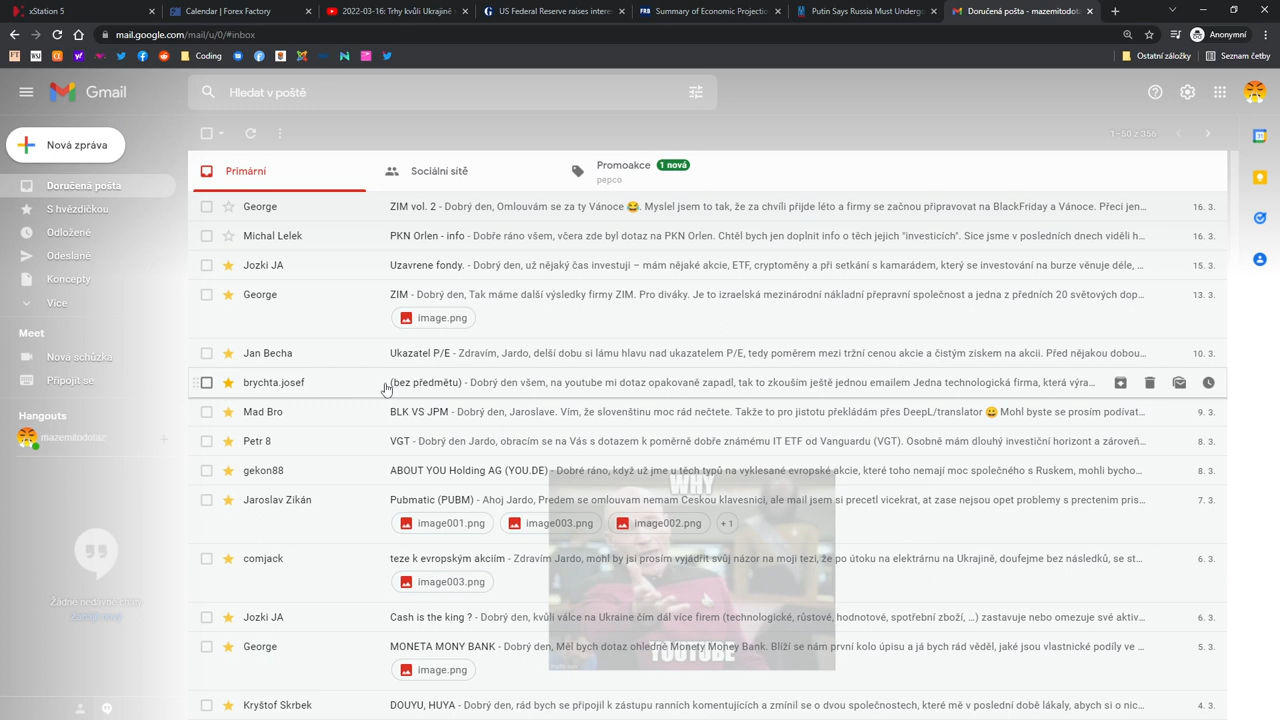 xStation 5
Calendar | Forex Factory
2022-03-16: Trhy kvůli Ukrajině v
US Federal Reserve raises interes
Summary of Economic Projection
Putin Says Russia Must Undergo
Doručená pošta - mazemitodota:
mail.google.com/mail/u/0/#inbox
Anonymní
Coding
Ostatní záložky
Seznam četby
Gmail
Hledat v poště
Nová zpráva
1–50 z 356
Doručená pošta
S hvězdičkou
Odložené
Odeslané
Koncepty
Více
Meet
Nová schůzka
Připojit se
Hangouts
mazemitodotaz
Zahájit nový
Primární
Sociální sítě
Promoakce 1 nová
pepco
George ZIM vol. 2 - Dobrý den, Omlouvám se za ty Vánoce 😂. Myslel jsem to tak, že za chvíli přijde léto a firmy se začnou připravovat na BlackFriday a Vánoce. Přeci jen… 16. 3.
Michal Lelek PKN Orlen - info - Dobře ráno všem, včera zde byl dotaz na PKN Orlen. Chtěl bych jen doplnit info o těch jejich "investicích". Sice jsme v posledních dnech viděli h… 16. 3.
Jozki JA Uzavrene fondy. - Dobrý den, už nějaký čas investuji – mám nějaké akcie, ETF, cryptoměny a při setkání s kamarádem, který se investování na burze věnuje déle, … 15. 3.
George ZIM - Dobrý den, Tak máme další výsledky firmy ZIM. Pro diváky. Je to izraelská mezinárodní nákladní přepravní společnost a jedna z předních 20 světových dop… 13. 3.
image.png
Jan Becha Ukazatel P/E - Zdravím, Jardo, delší dobu si lámu hlavu nad ukazatelem P/E, tedy poměrem mezi tržní cenou akcie a čistým ziskem na akcii. Před nějakou dobou… 10. 3.
brychta.josef (bez předmětu) - Dobrý den všem, na youtube mi dotaz opakovaně zapadl, tak to zkouším ještě jednou emailem Jedna technologická firma, která výra…
Mad Bro BLK VS JPM - Dobrý den, Jaroslave. Vím, že slovenštinu moc rád nečtete. Takže to pro jistotu překládám přes DeepL/translator 😀 Mohl byste se prosím podívat… 9. 3.
Petr 8 VGT - Dobrý den Jardo, obracím se na Vás s dotazem k poměrně dobře známému IT ETF od Vanguardu (VGT). Osobně mám dlouhý investiční horizont a zároveň… 8. 3.
gekon88 ABOUT YOU Holding AG (YOU.DE) - Dobré ráno, když už jme u těch typů na vyklesané evropské akcie, které toho nemají moc společného s Ruskem, mohli bycho… 8. 3.
Jaroslav Zikán Pubmatic (PUBM) - Ahoj Jardo, Predem se omlouvam nemam Ceskou klavesnici, ale mail jsem si precetl vicekrat, at zase nejsou opet problemy s prectenim pris… 7. 3.
image001.png image003.png image002.png + 1
comjack teze k evropským akciím - Zdravím Jardo, mohl by jsi prosím vyjádřit svůj názor na moji tezi, že po útoku na elektrárnu na Ukrajině, doufejme bez následků, se st… 6. 3.
image003.png
Jozki JA Cash is the king ? - Dobrý den, kvůli válce na Ukraine čím dál více firem (technologické, růstové, hodnotové, spotřební zboží, …) zastavuje nebo omezuje své aktiv… 6. 3.
George MONETA MONY BANK - Dobrý den, Měl bych dotaz ohledně Monety Money Bank. Blíží se nám první kolo úpisu a já bych rád věděl, jaké jsou vlastnické podíly ve … 5. 3.
image.png
Kryštof Skrbek DOUYU, HUYA - Dobrý den, rád bych se připojil k zástupu ranních komentujících a zmínil se o dvou společnostech, které mě v poslední době lákaly, abych si o nic… 4. 3.
WHY
YOUTUBE